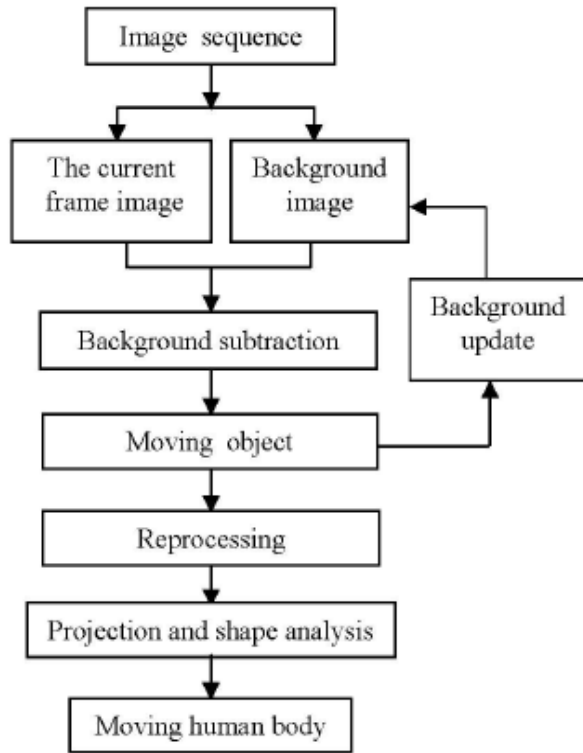 Image sequence
The current
frame image
Background
image
Background
update
Background subtraction
Moving object
Reprocessing
Projection and shape analysis
Moving human body